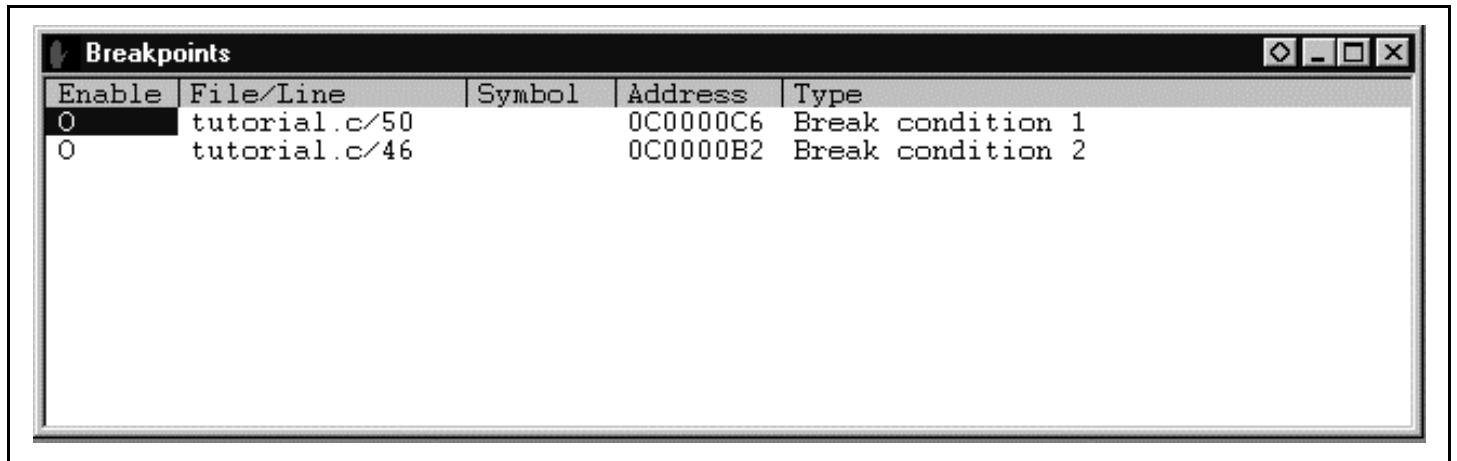 Breakpoints
Enable File/Line Symbol Address Type
O tutorial.c/50 0C0000C6 Break condition 1
O tutorial.c/46 0C0000B2 Break condition 2